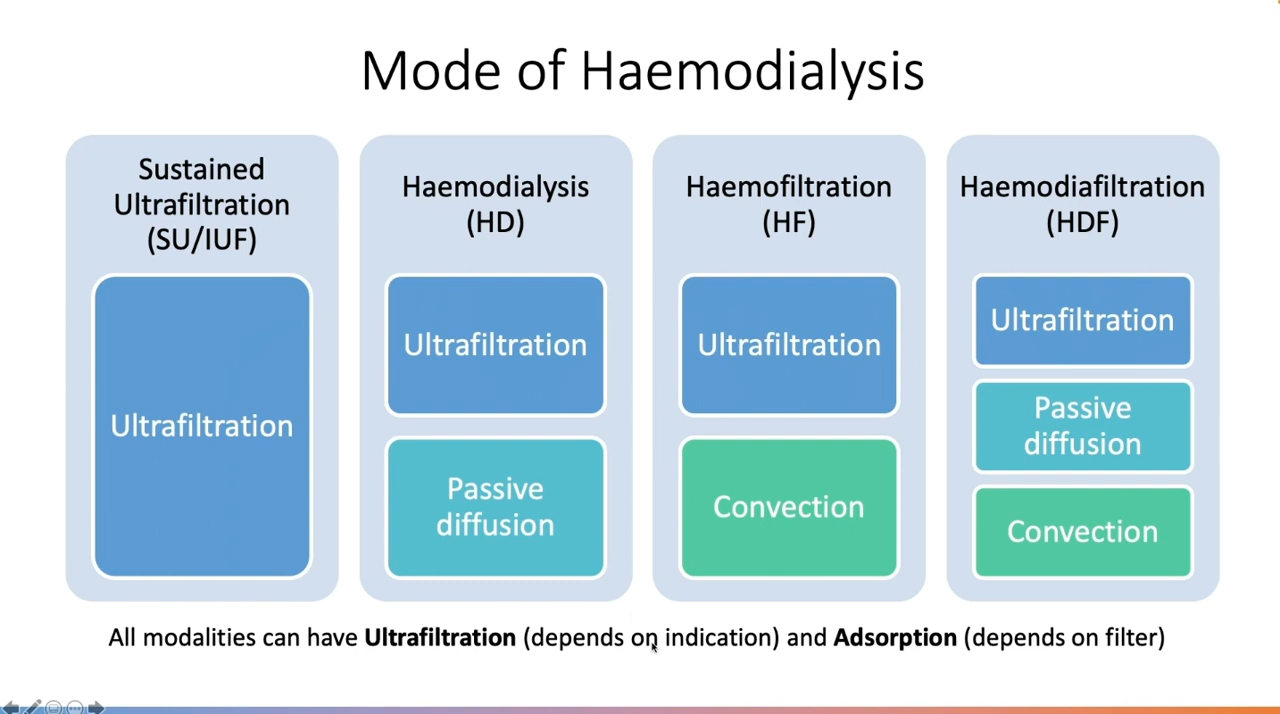 Mode of Haemodialysis
Sustained
Ultrafiltration
(SU/IUF)
Ultrafiltration
Haemodialysis
(HD)
Ultrafiltration
Passive
diffusion
Haemofiltration
(HF)
Ultrafiltration
Convection
Haemodiafiltration
(HDF)
Ultrafiltration
Passive
diffusion
Convection
All modalities can have Ultrafiltration (depends on indication) and Adsorption (depends on filter)